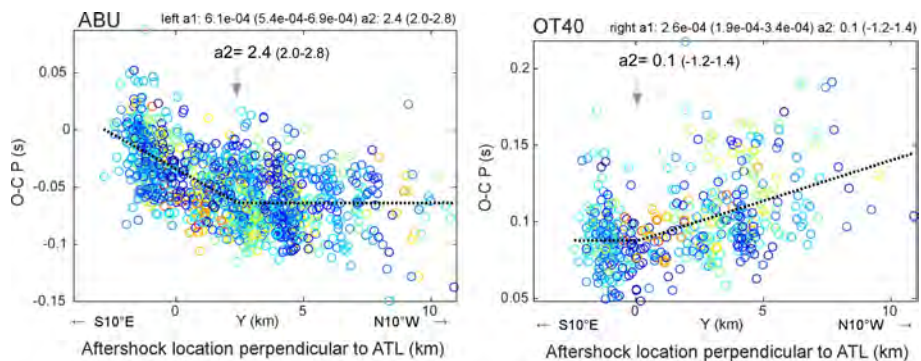 ABU
left a1: 6.1e-04 (5.4e-04-6.9e-04) a2: 2.4 (2.0-2.8)
a2= 2.4 (2.0-2.8)
0.05
0
-0.05
-0.1
-0.15
O-C P (s)
0 5 10
← S10°E Y (km) N10°W →
Aftershock location perpendicular to ATL (km)
OT40
right a1: 2.6e-04 (1.9e-04-3.4e-04) a2: 0.1 (-1.2-1.4)
a2= 0.1 (-1.2-1.4)
0.2
0.15
0.1
0.05
O-C P (s)
0 5 10
← S10°E Y (km) N10°W →
Aftershock location perpendicular to ATL (km)